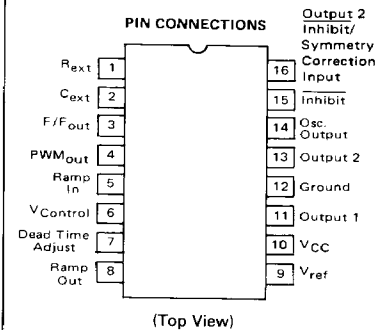 PIN CONNECTIONS
Output 2
Inhibit/
Symmetry
Correction
Input
Rext 1
Cext 2
F/Fout 3
PWMout 4
Ramp
In 5
VControl 6
Dead Time
Adjust 7
Ramp
Out 8
16
15 Inhibit
14 Osc.
Output
13 Output 2
12 Ground
11 Output 1
10 VCC
9 Vref
(Top View)